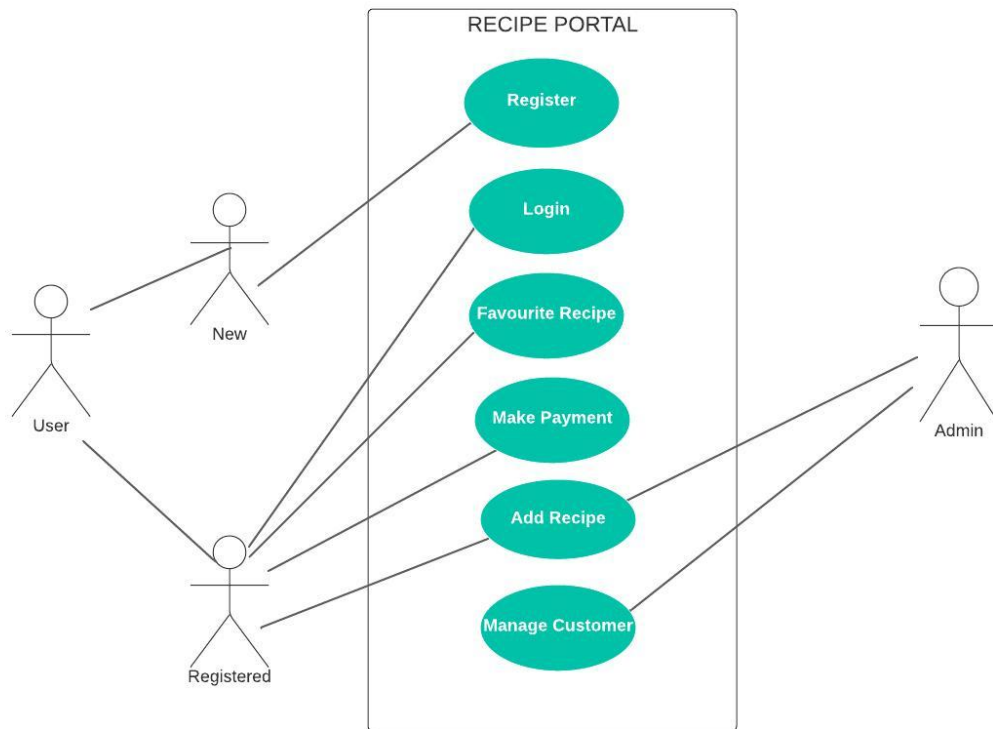 RECIPE PORTAL
Register
Login
New
Favourite Recipe
User
Make Payment
Admin
Add Recipe
Manage Customer
Registered